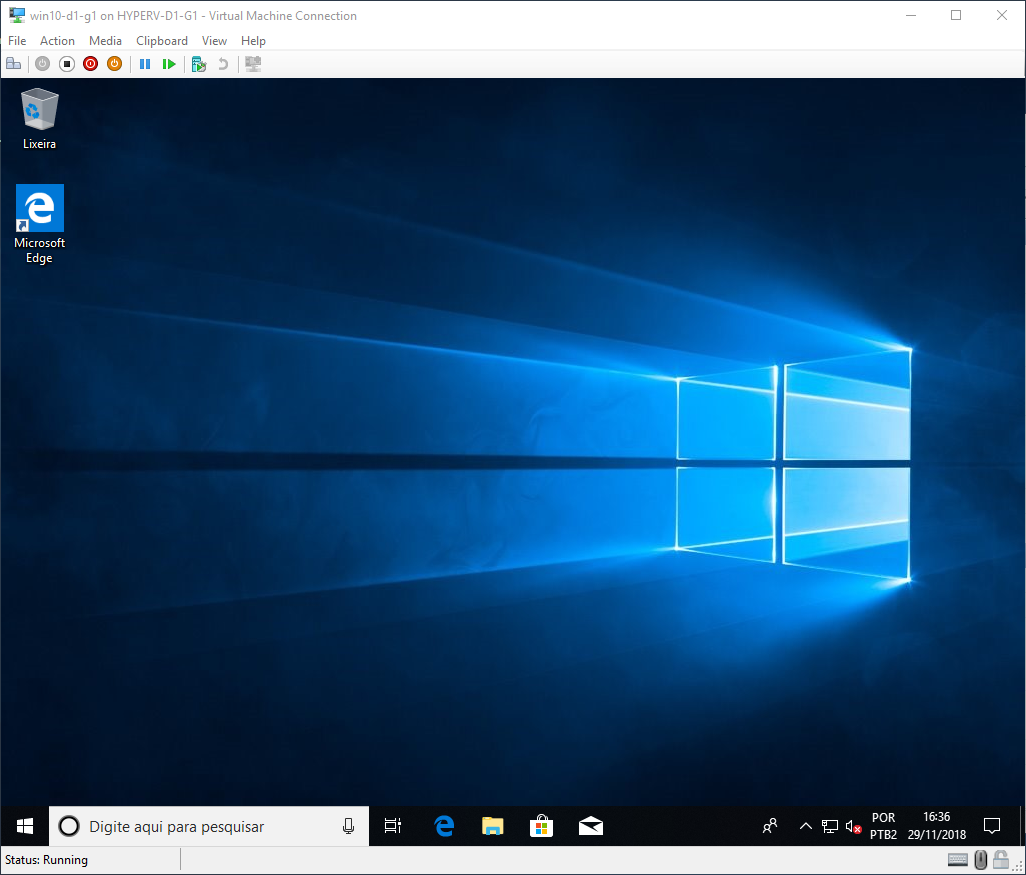 win10-d1-g1 on HYPERV-D1-G1 - Virtual Machine Connection
File Action Media Clipboard View Help
Lixeira
Microsoft
Edge
Digite aqui para pesquisar
POR
PTB2
16:36
29/11/2018
Status: Running